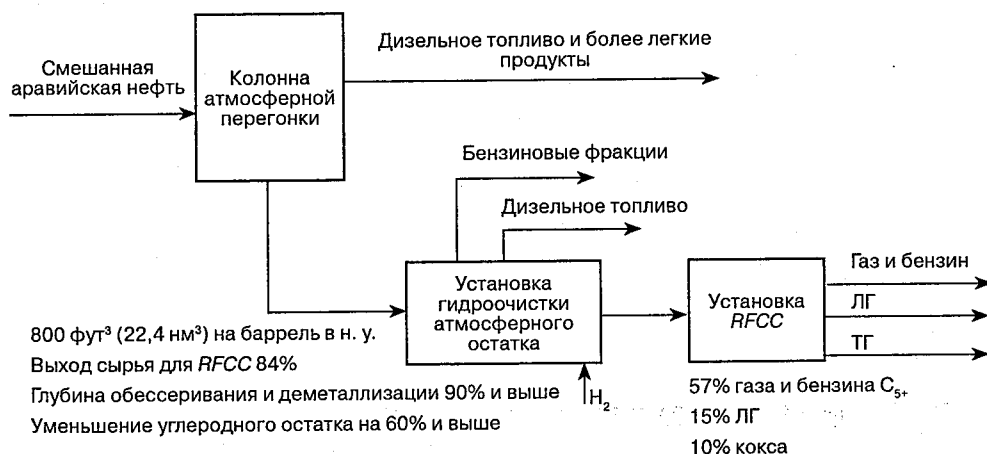 Смешанная
аравийская нефть
Колонна
атмосферной
перегонки
Дизельное топливо и более легкие
продукты
Бензиновые фракции
Дизельное топливо
Установка
гидроочистки
атмосферного
остатка
H₂
Установка
RFCC
Газ и бензин
ЛГ
ТГ
800 фут³ (22,4 нм³) на баррель в н. у.
Выход сырья для RFCC 84%
Глубина обессеривания и деметаллизации 90% и выше
Уменьшение углеродного остатка на 60% и выше
57% газа и бензина C₅₊
15% ЛГ
10% кокса